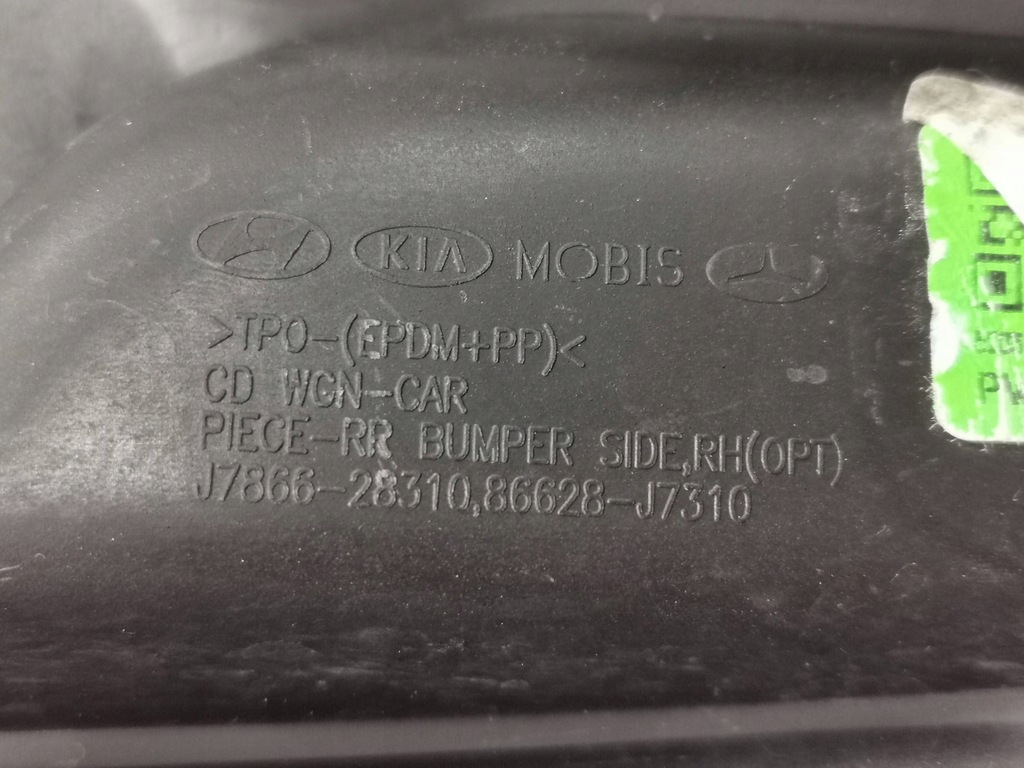 KIA MOBIS
>TPO-(EPDM+PP)<
CD WGN-CAR
PIECE-RR BUMPER SIDE,RH(OPT)
J7866-28310,86628-J7310